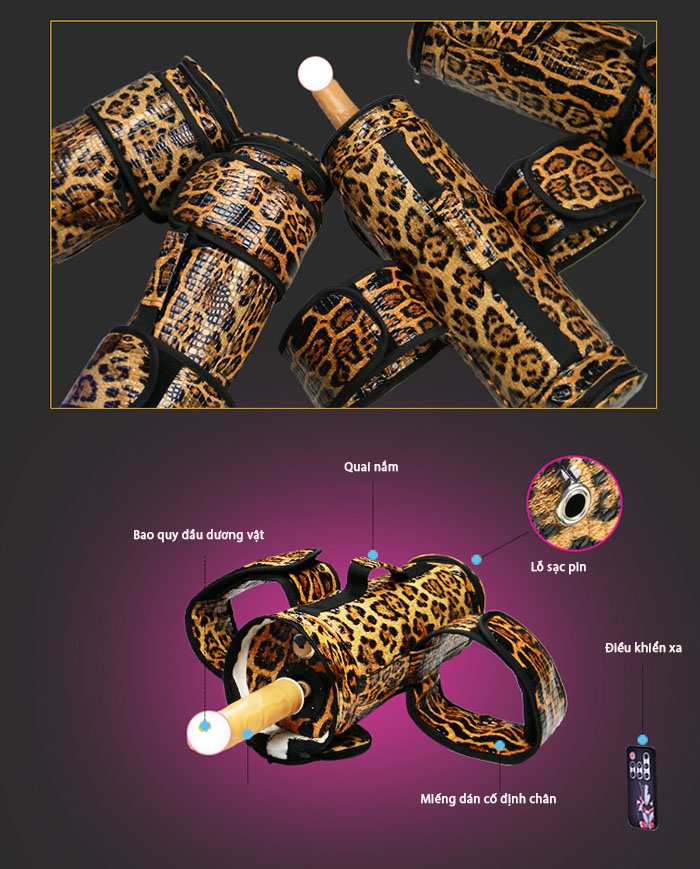 Quai nắm
Bao quy đầu dương vật
Lỗ sạc pin
Điều khiển xa
Miếng dán cố định chân